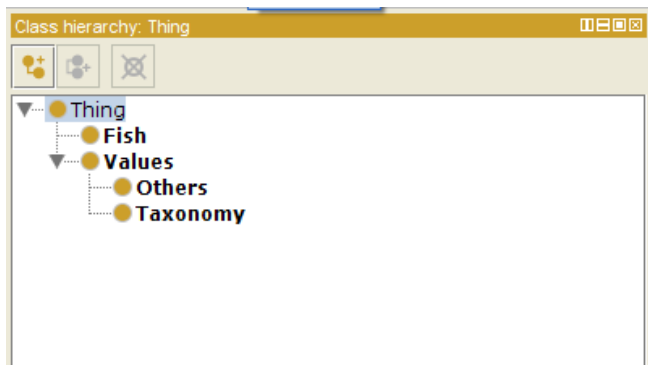 Class hierarchy: Thing
Thing
Fish
Values
Others
Taxonomy